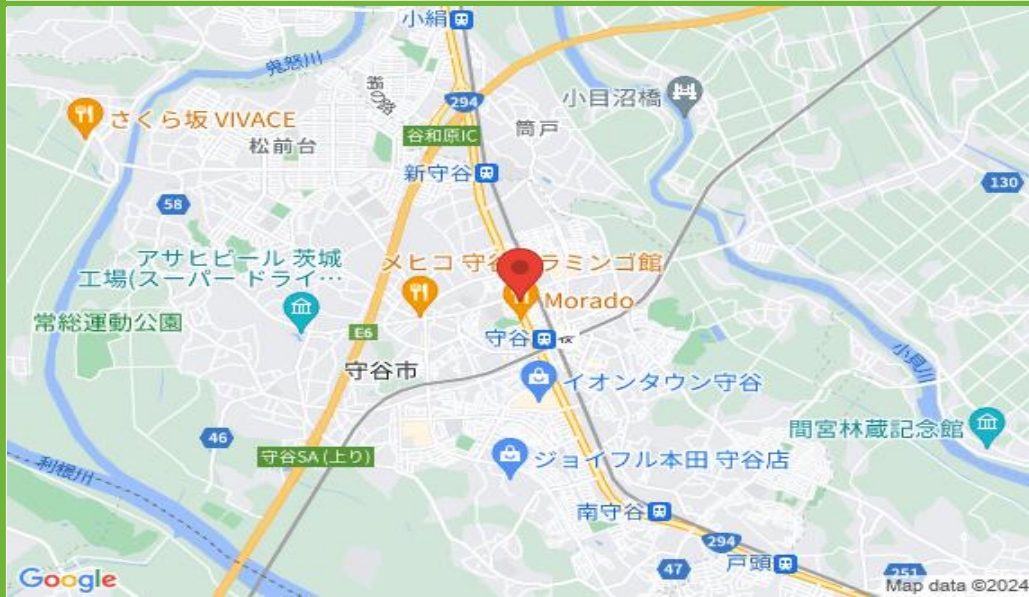 小絹
鬼怒川
294
小目沼橋
さくら坂 VIVACE
谷和原IC
筒戸
松前台
新守谷
130
58
アサヒビール 茨城
工場(スーパー ドライ…
メヒコ 守谷
ラミンゴ館
Morado
常総運動公園
E6
守谷
小貝川
守谷市
イオンタウン守谷
間宮林蔵記念館
46
守谷SA (上り)
ジョイフル本田 守谷店
利根川
南守谷
294
戸頭
47
251
Google
Map data ©2024